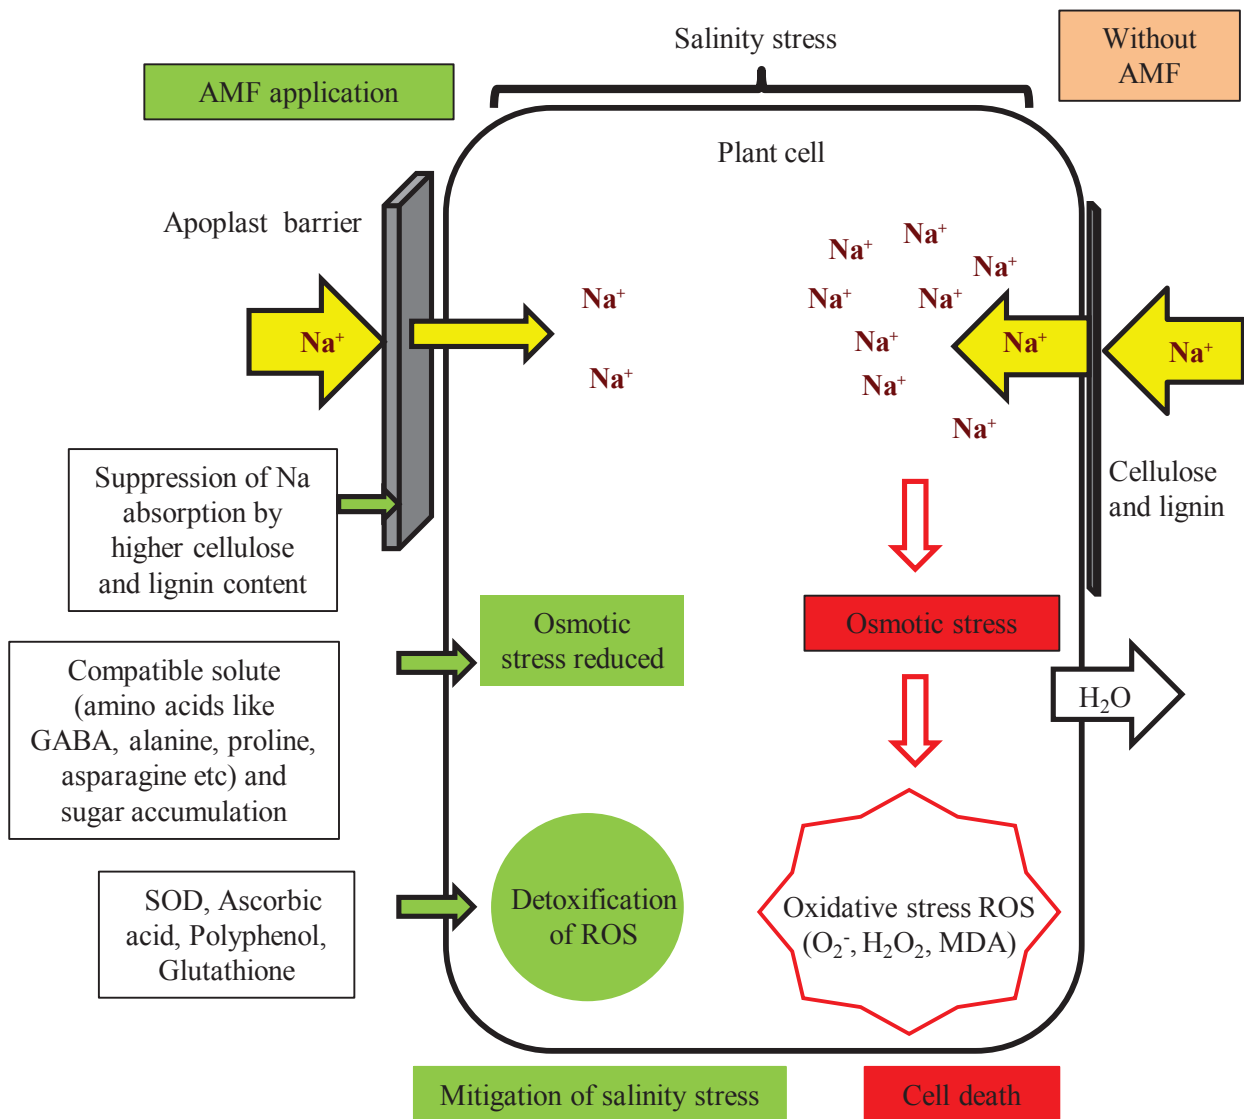 Salinity stress
Without
AMF
AMF application
Plant cell
Apoplast barrier
Na⁺
Na⁺
Na⁺
Na⁺
Na⁺
Na⁺
Na⁺
Na⁺
Na⁺
Na⁺
Na⁺
Na⁺
Na⁺
Suppression of Na
absorption by
higher cellulose
and lignin content
Cellulose
and lignin
Osmotic
stress reduced
Osmotic stress
Compatible solute
(amino acids like
GABA, alanine, proline,
asparagine etc) and
sugar accumulation
H₂O
SOD, Ascorbic
acid, Polyphenol,
Glutathione
Detoxification
of ROS
Oxidative stress ROS
(O₂⁻, H₂O₂, MDA)
Mitigation of salinity stress
Cell death